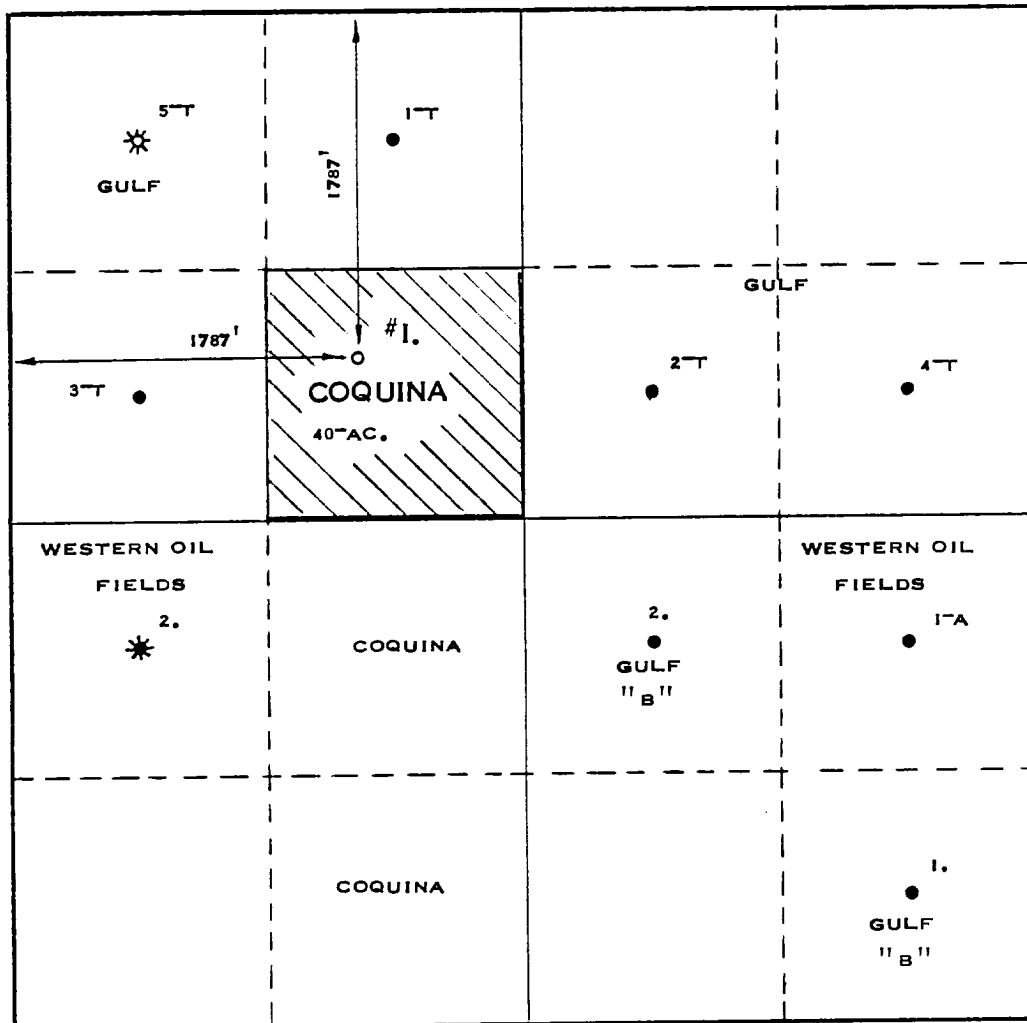 5-T
1-T
GULF
1787'
GULF
1787'
#1.
3-T
COQUINA
2-T
4-T
40-AC.
WESTERN OIL
FIELDS
WESTERN OIL
FIELDS
2.
COQUINA
2.
GULF
"B"
1-A
COQUINA
1.
GULF
"B"